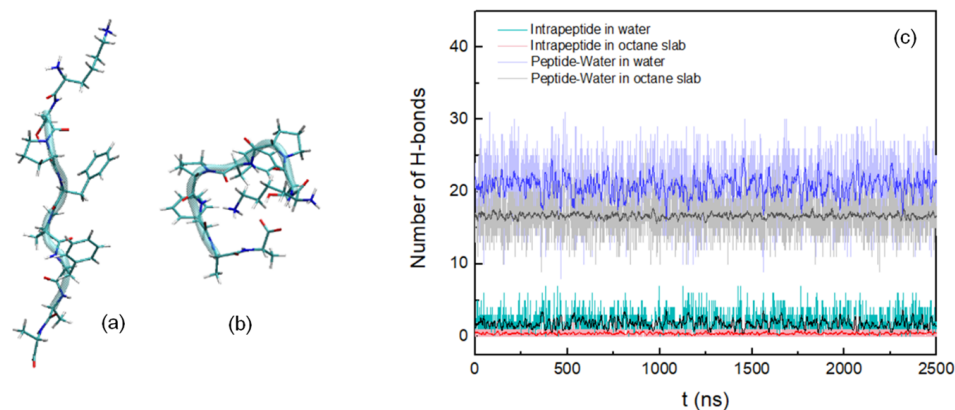 (a)
(b)
(c)
Intrapeptide in water
Intrapeptide in octane slab
Peptide-Water in water
Peptide-Water in octane slab
Number of H-bonds
40
30
20
10
0
0 500 1000 1500 2000 2500
t (ns)